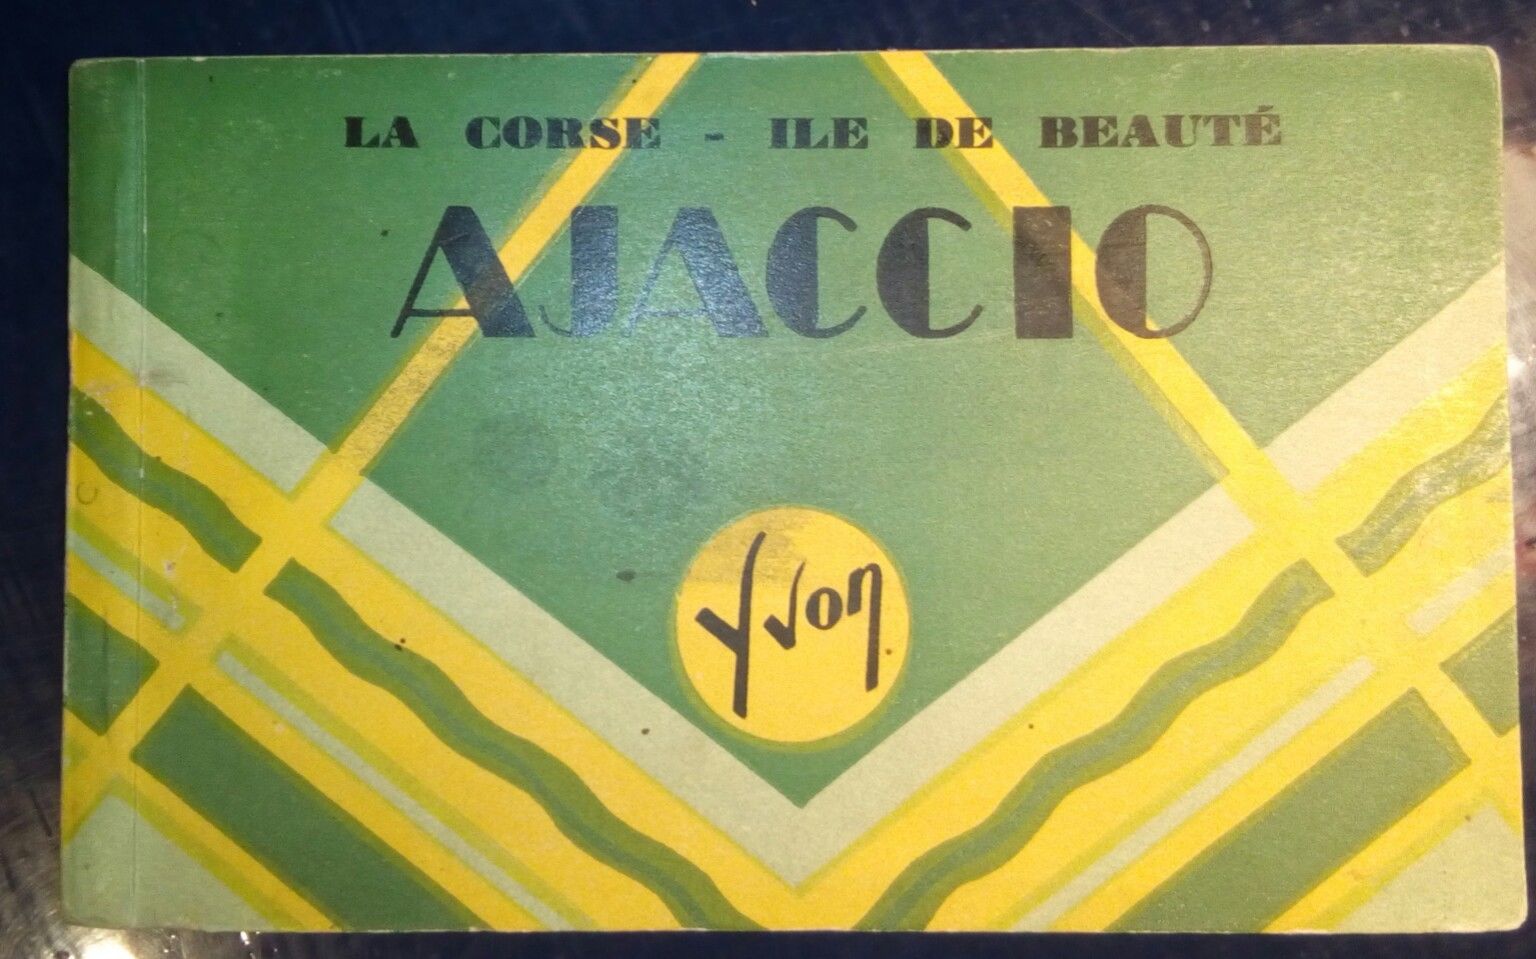 LA CORSE - ILE DE BEAUTÉ
AJACCIO
Yvon